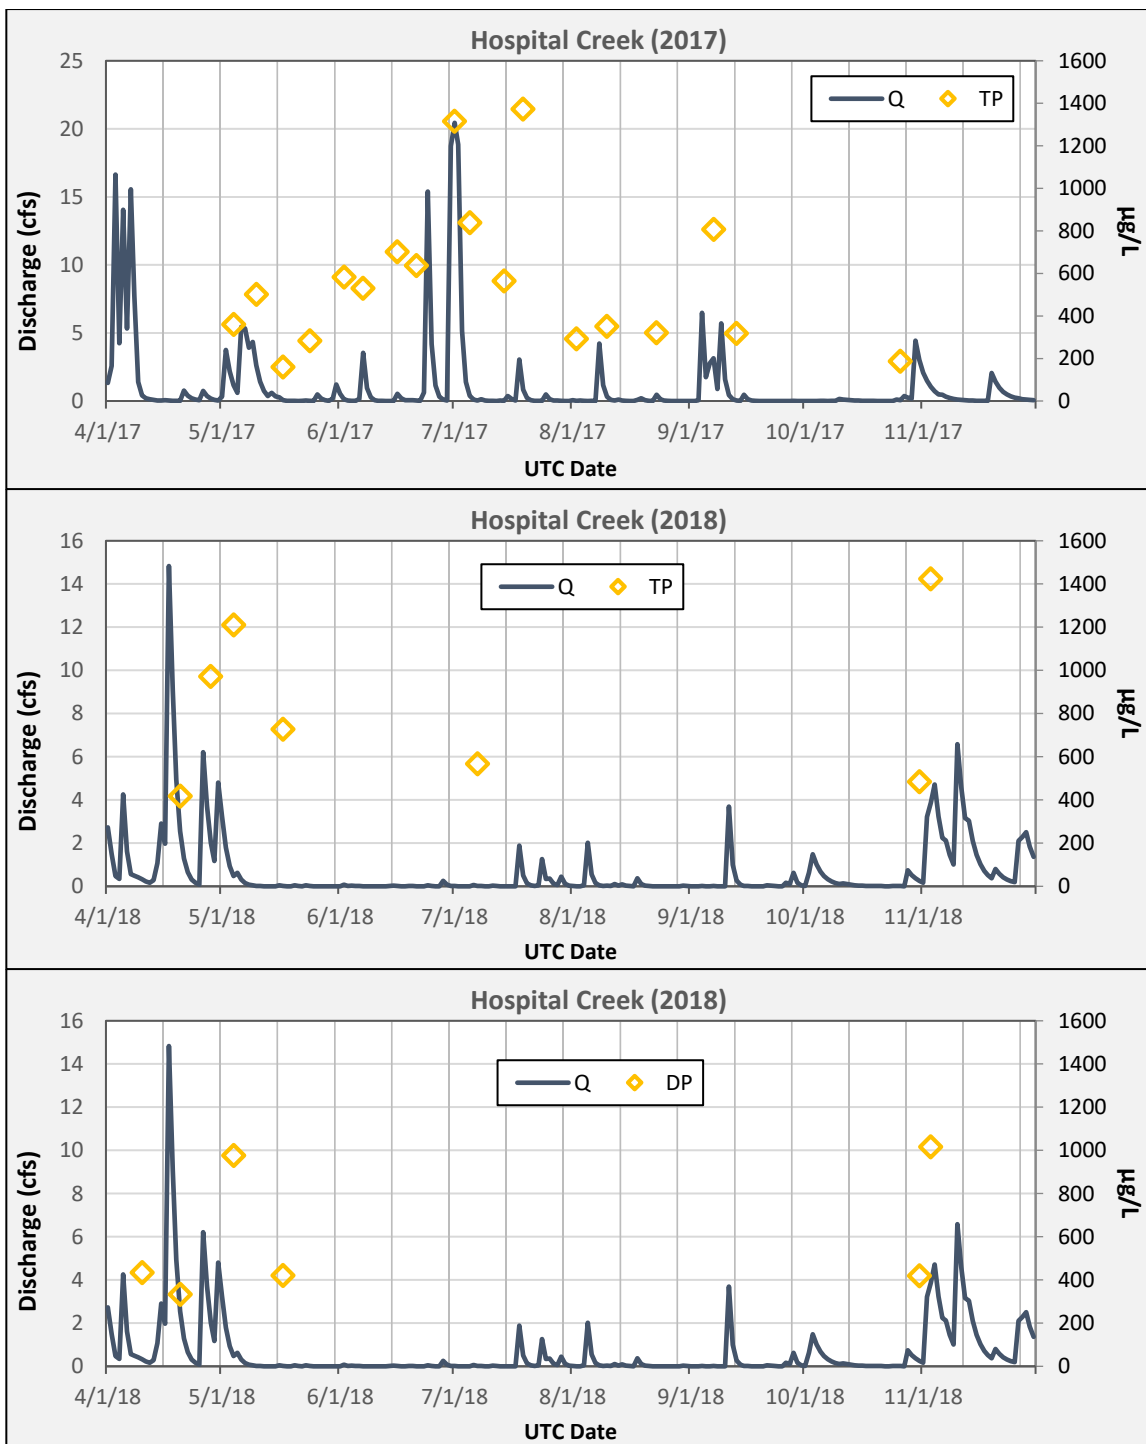 Hospital Creek (2017)
Q TP
25 20 15 10 5 0
Discharge (cfs)
1600 1400 1200 1000 800 600 400 200 0
µg/L
4/1/17 5/1/17 6/1/17 7/1/17 8/1/17 9/1/17 10/1/17 11/1/17
UTC Date
Hospital Creek (2018)
Q TP
16 14 12 10 8 6 4 2 0
Discharge (cfs)
1600 1400 1200 1000 800 600 400 200 0
µg/L
4/1/18 5/1/18 6/1/18 7/1/18 8/1/18 9/1/18 10/1/18 11/1/18
UTC Date
Hospital Creek (2018)
Q DP
16 14 12 10 8 6 4 2 0
Discharge (cfs)
1600 1400 1200 1000 800 600 400 200 0
µg/L
4/1/18 5/1/18 6/1/18 7/1/18 8/1/18 9/1/18 10/1/18 11/1/18
UTC Date